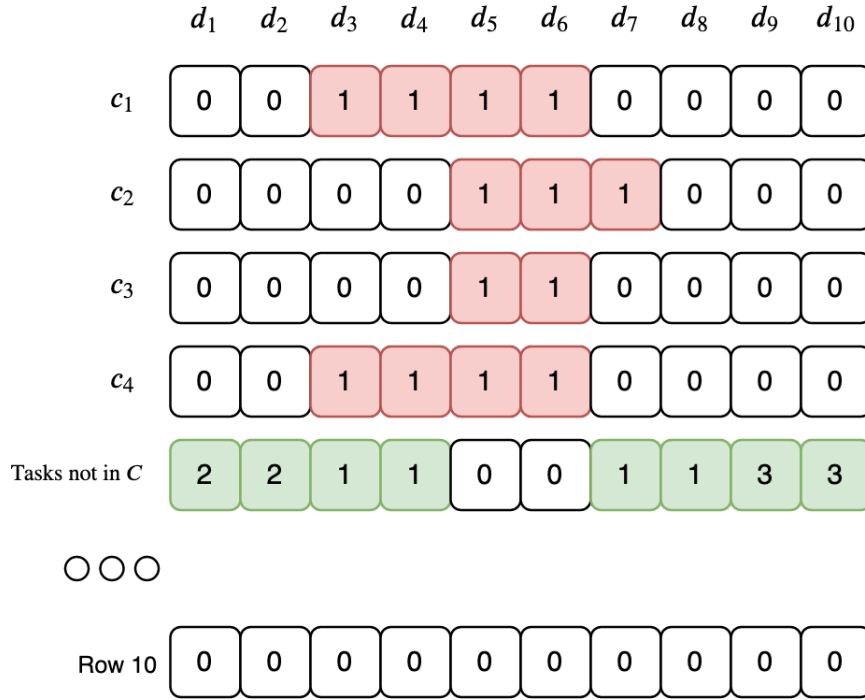 d₁ d₂ d₃ d₄ d₅ d₆ d₇ d₈ d₉ d₁₀
c₁ 0 0 1 1 1 1 0 0 0 0
c₂ 0 0 0 0 1 1 1 0 0 0
c₃ 0 0 0 0 1 1 0 0 0 0
c₄ 0 0 1 1 1 1 0 0 0 0
Tasks not in C 2 2 1 1 0 0 1 1 3 3
Row 10 0 0 0 0 0 0 0 0 0 0